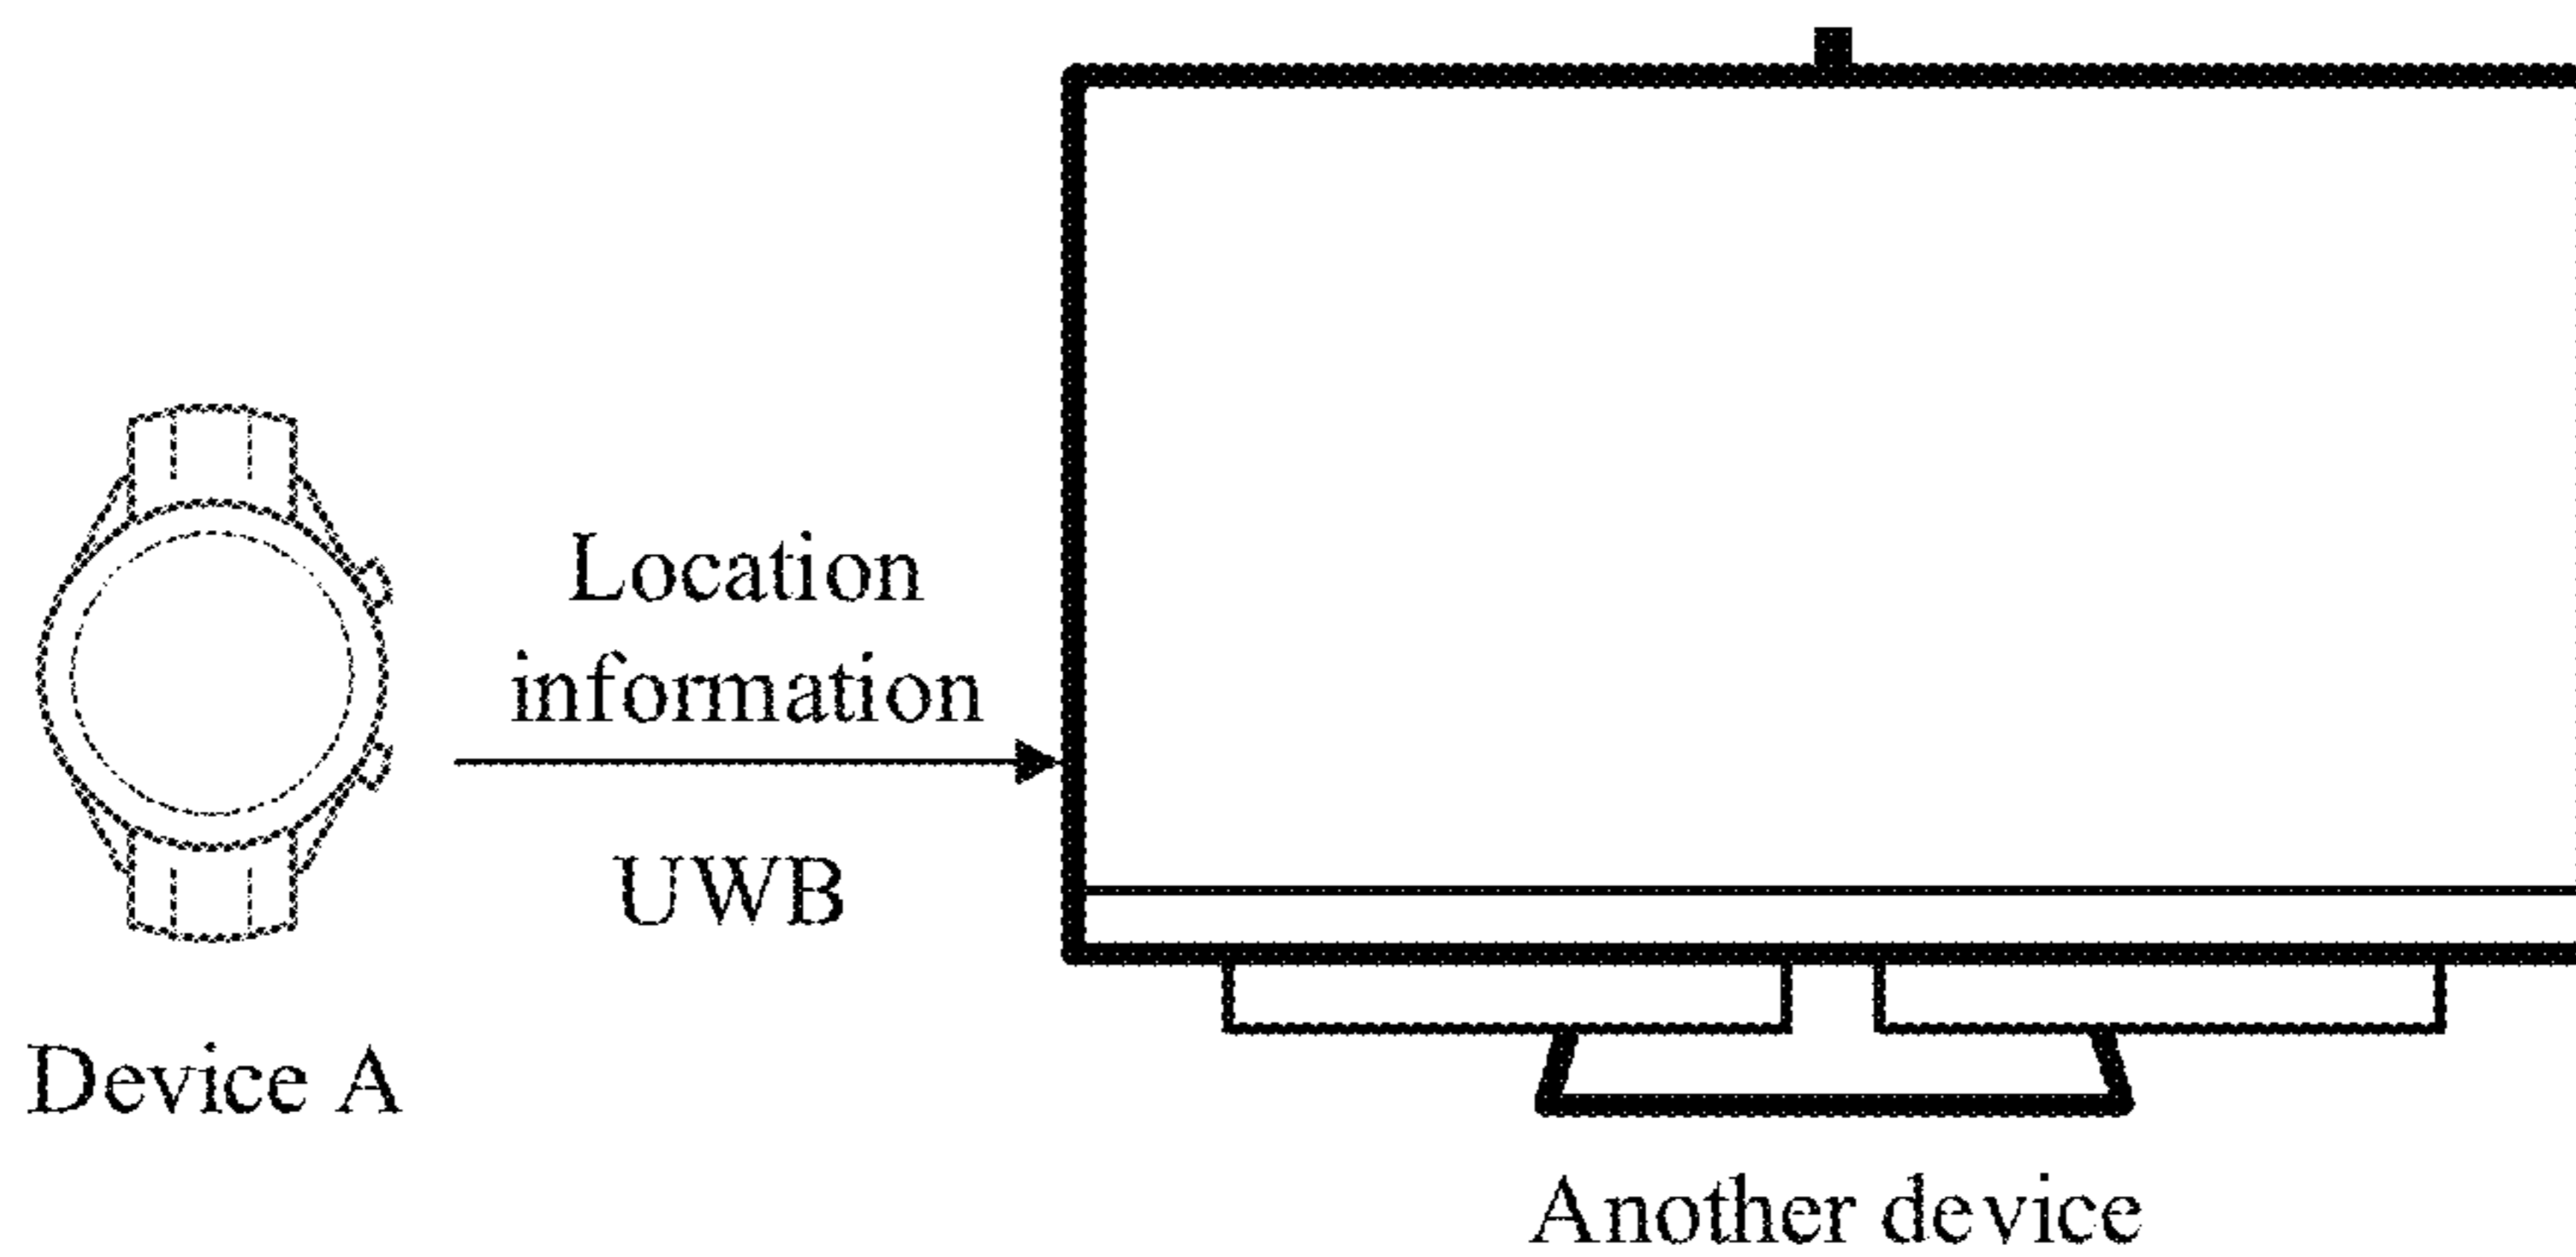 Location
information
UWB
Device A
Another device